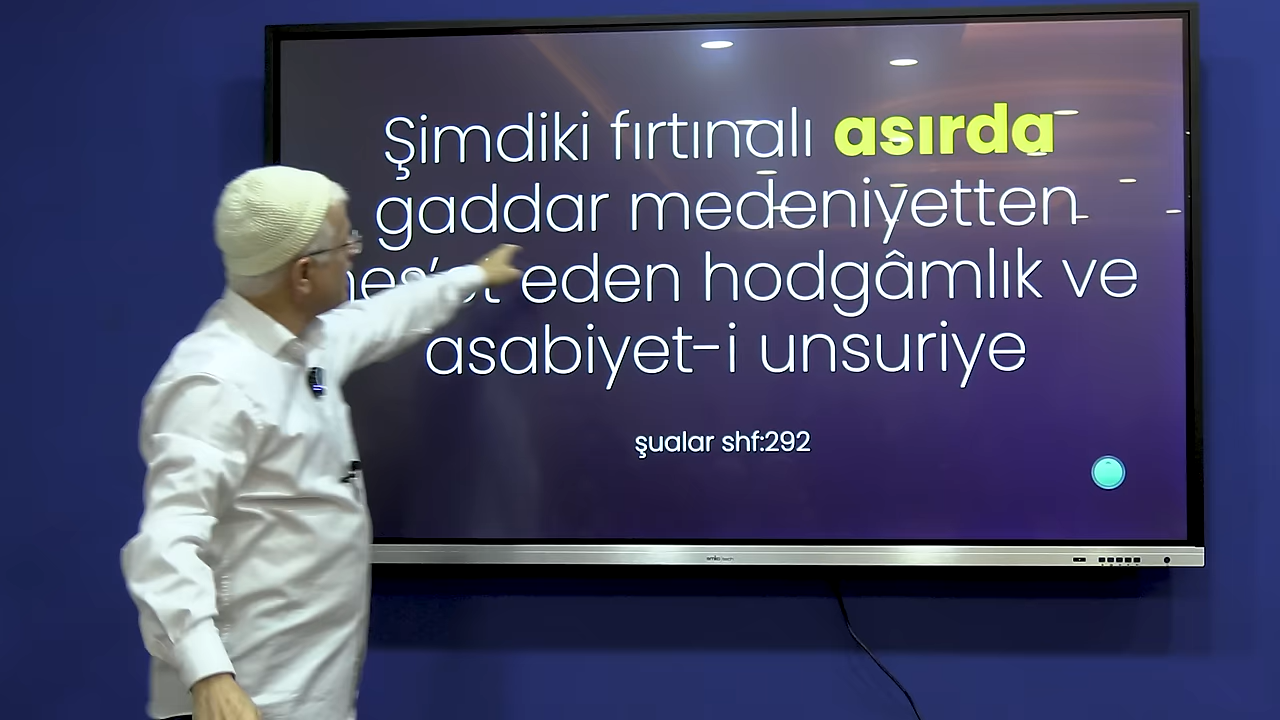 Şimdiki fırtınalı asırda
gaddar medeniyetten
eden hodgâmlık ve
asabiyet-i unsuriye
şualar shf:292